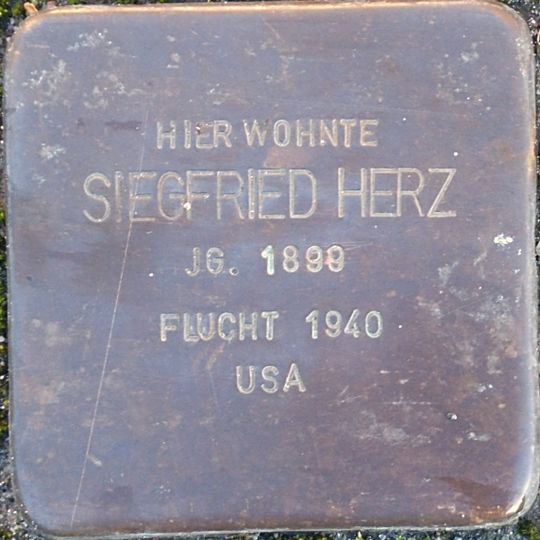 HIER WOHNTE
SIEGFRIED HERZ
JG. 1899
FLUCHT 1940
USA